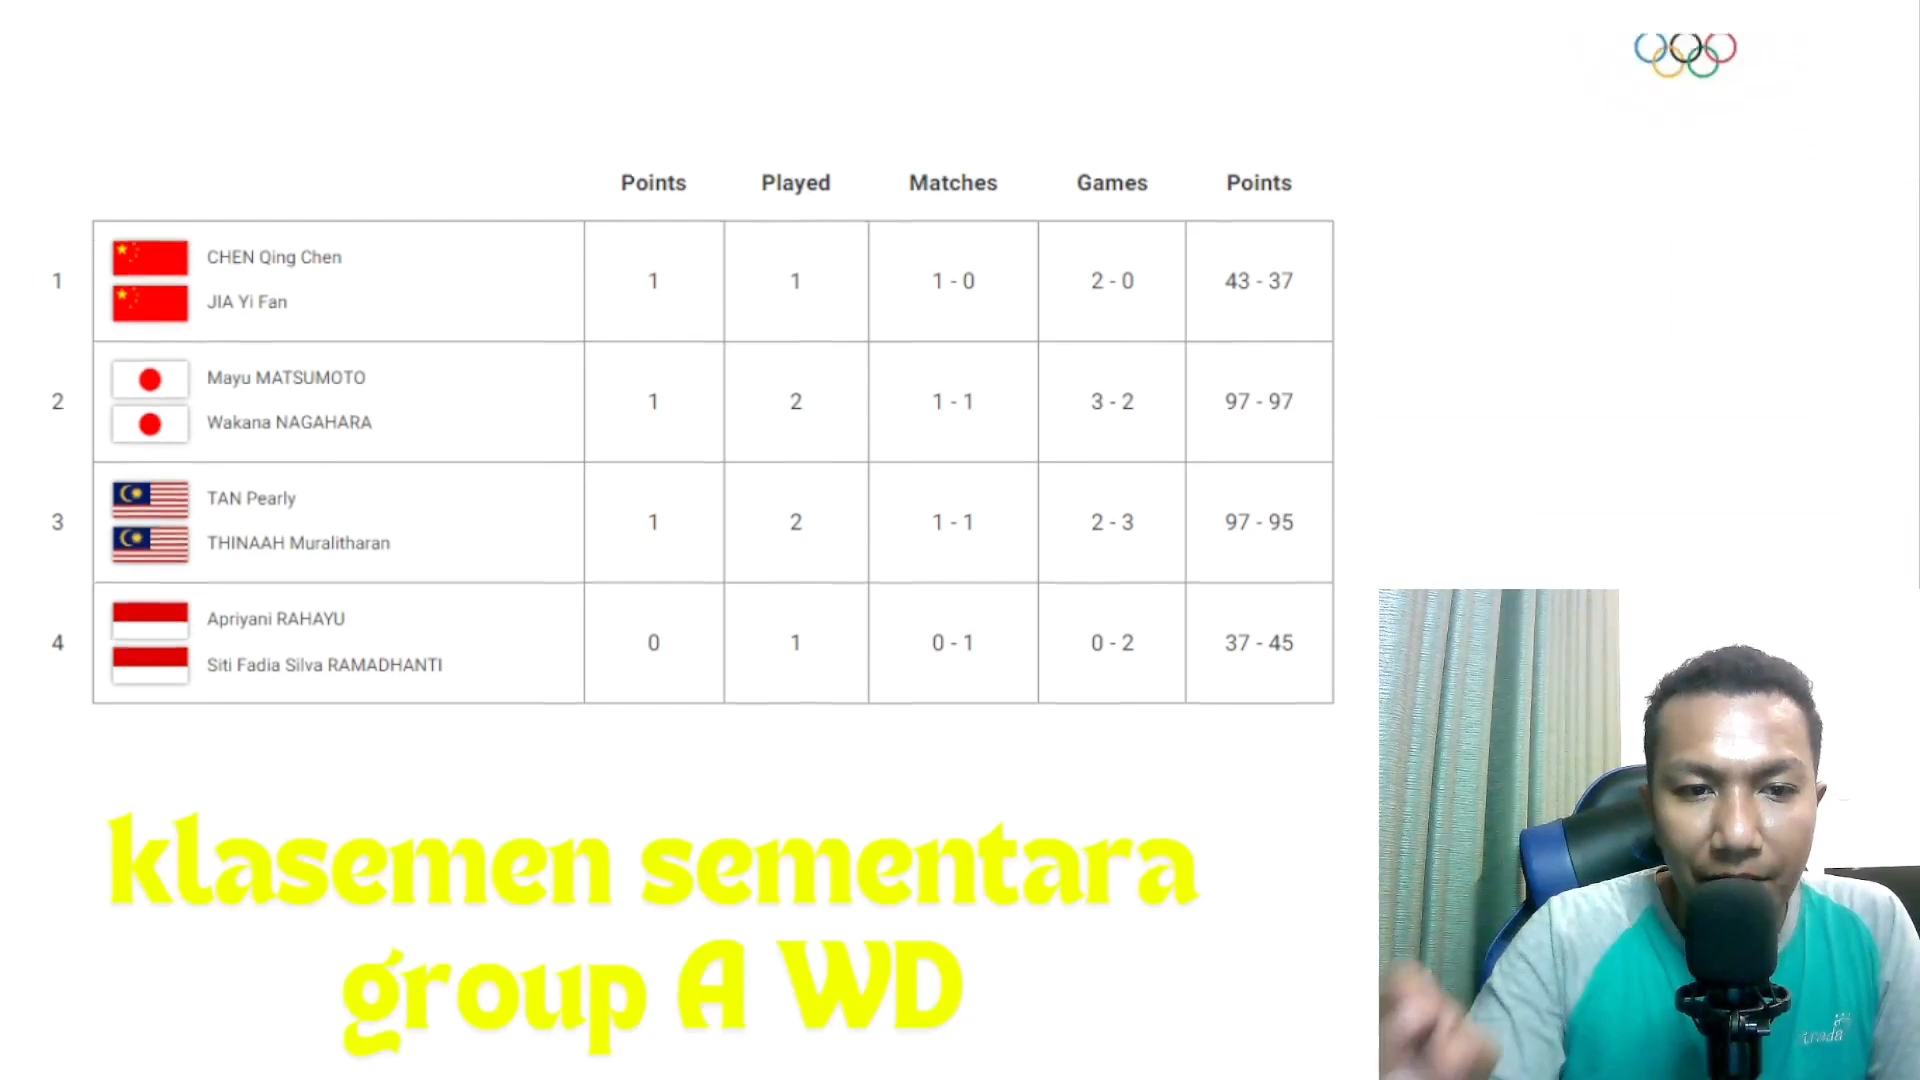 Points Played Matches Games Points
1 CHEN Qing Chen JIA Yi Fan 1 1 1 - 0 2 - 0 43 - 37
2 Mayu MATSUMOTO Wakana NAGAHARA 1 2 1 - 1 3 - 2 97 - 97
3 TAN Pearly THINAAH Muralitharan 1 2 1 - 1 2 - 3 97 - 95
4 Apriyani RAHAYU Siti Fadia Silva RAMADHANTI 0 1 0 - 1 0 - 2 37 - 45
klasemen sementara
group A WD